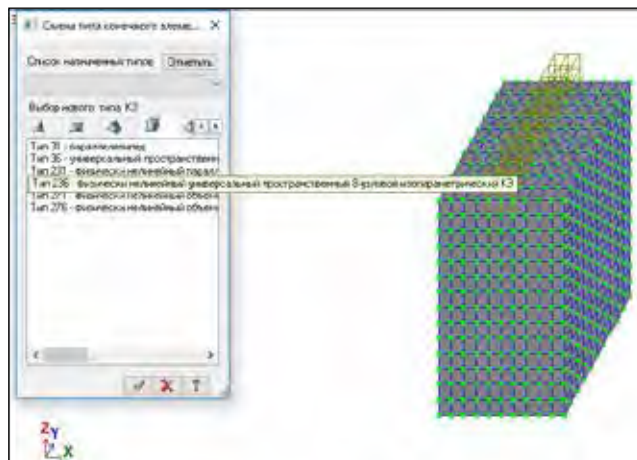 Смена типа конечного элеме...
Список назначенных типов
Отметить
Выбор нового типа КЭ
Тип 31 - параллелепипед
Тип 36 - универсальный пространственн
Тип 231 - физически нелинейный паралл
Тип 236 - физически нелинейный универсальный пространственный 8-узловой изопараметрический КЭ
Тип 271 - физически нелинейный объемн
Тип 276 - физически нелинейный объемн
Z
Y
X